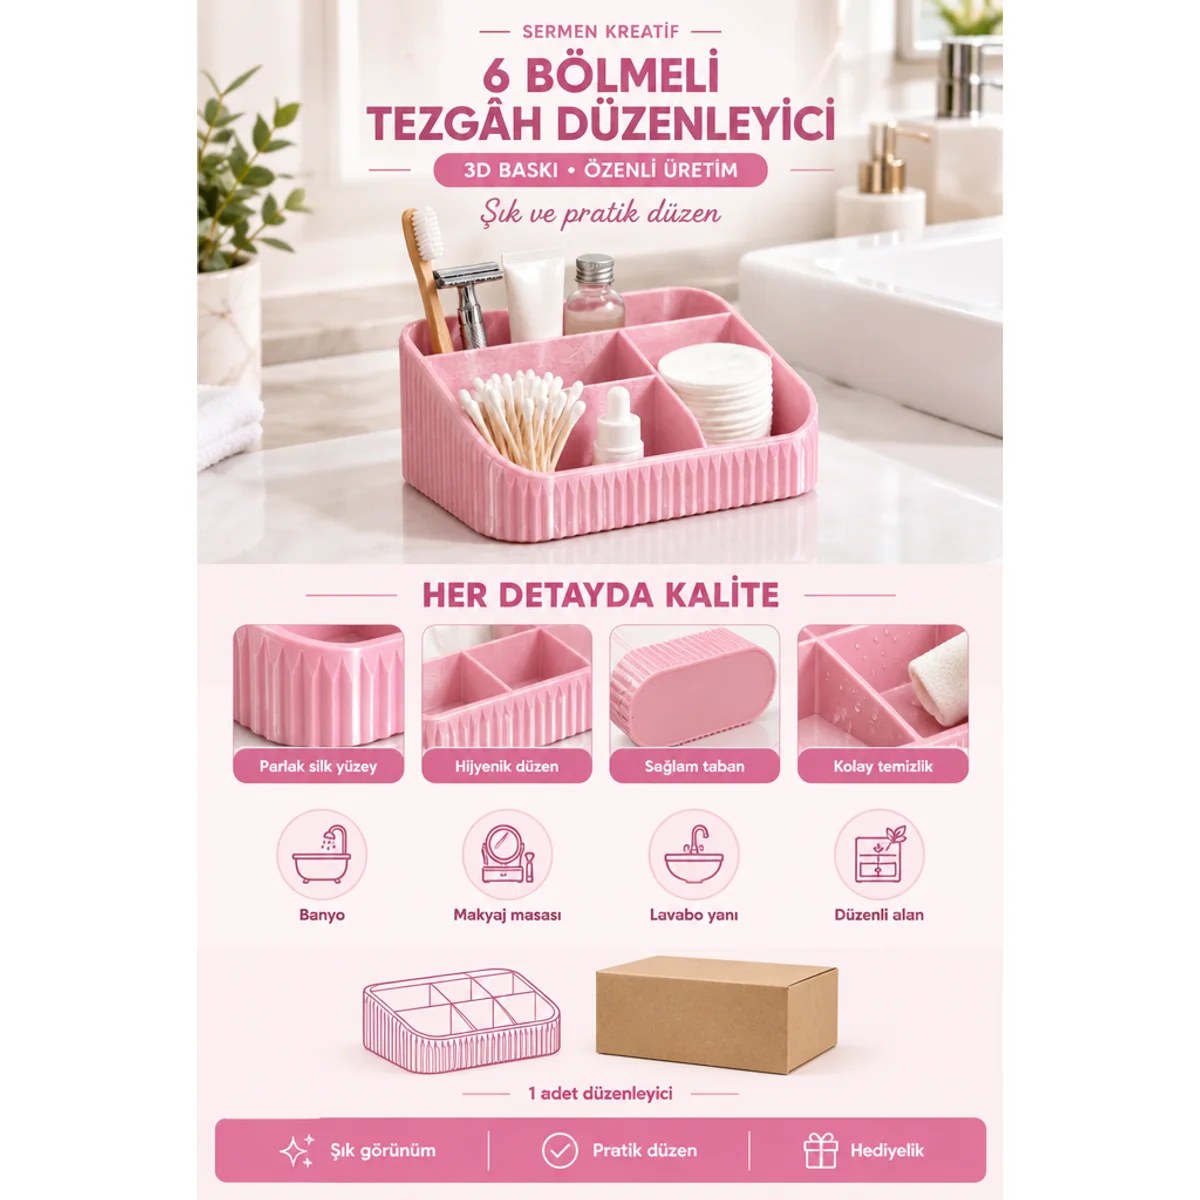 SERMEN KREATİF
6 BÖLMELİ
TEZGÂH DÜZENLEYİCİ
3D BASKI • ÖZENLİ ÜRETİM
Şık ve pratik düzen
HER DETAYDA KALİTE
Parlak silk yüzey
Hijyenik düzen
Sağlam taban
Kolay temizlik
Banyo
Makyaj masası
Lavabo yanı
Düzenli alan
1 adet düzenleyici
Şık görünüm
Pratik düzen
Hediyelik